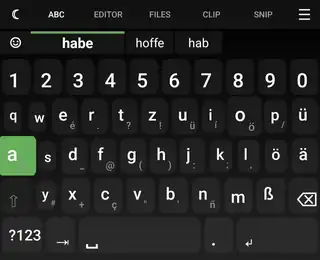 ABC EDITOR FILES CLIP SNIP
habe hoffe hab
1 2 3 4 5 6 7 8 9 0
q w e é r . t ? z ! u ü i ü o ö p / ü
a s d _ f @ g ( h ) j ; k : l , ö ä
y # x + c ç v " b ' n ñ m ß
?123 .